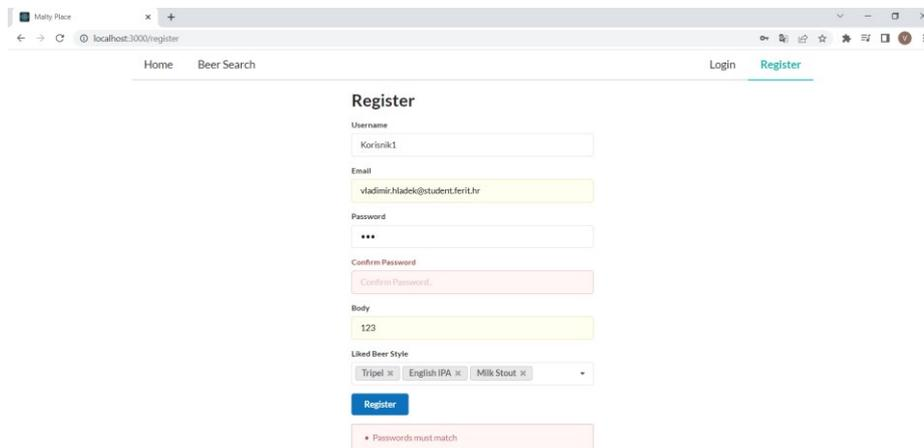 Malty Place
localhost:3000/register
V
Home Beer Search Login Register
Register
Username
Korisnik1
Email
vladimir.hladek@student.ferit.hr
Password
•••
Confirm Password
Confirm Password..
Body
123
Liked Beer Style
Tripel × English IPA × Milk Stout ×
Register
• Passwords must match